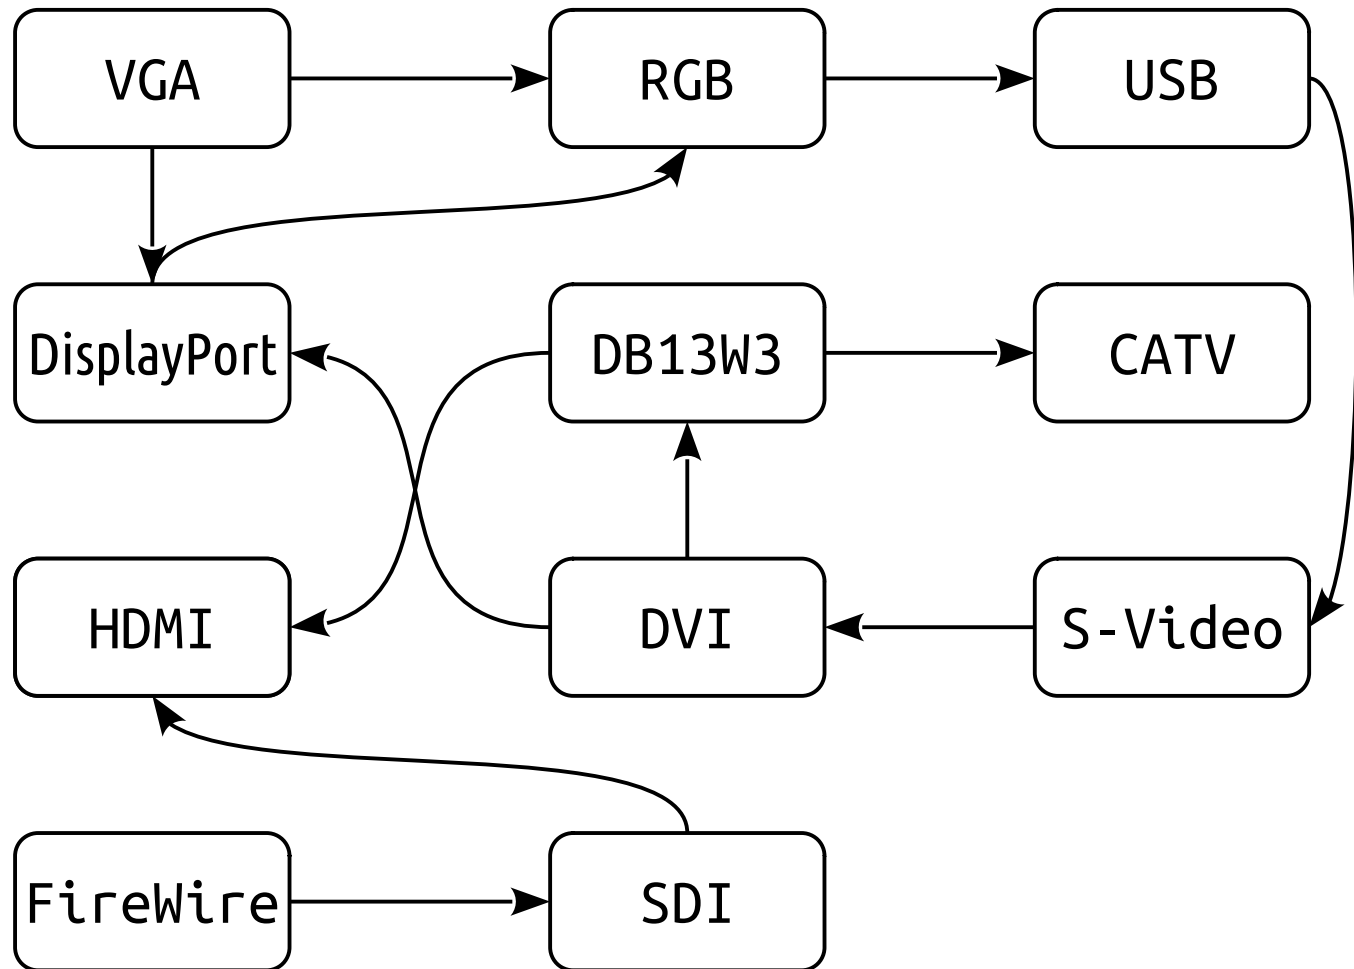 VGA
RGB
USB
DisplayPort
DB13W3
CATV
HDMI
DVI
S-Video
FireWire
SDI